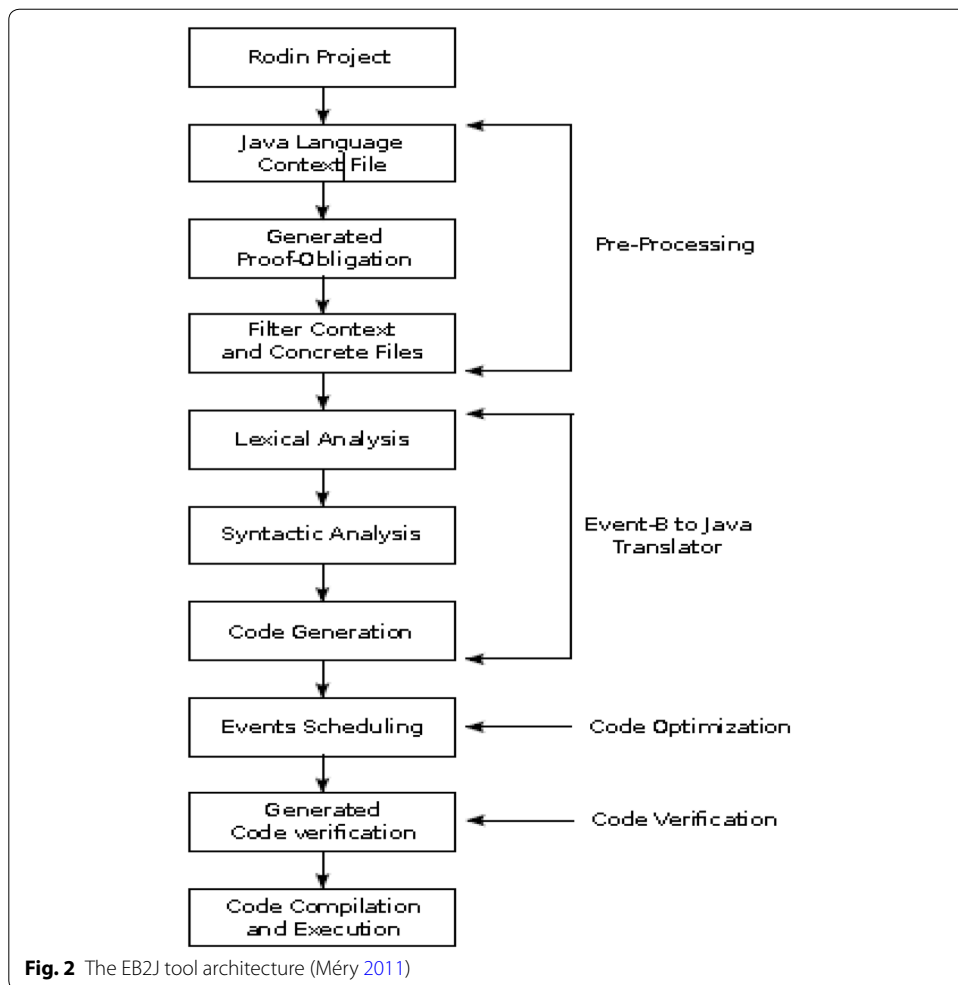 Rodin Project
Java Language
Context File
Generated
Proof-Obligation
Pre-Processing
Filter Context
and Concrete Files
Lexical Analysis
Syntactic Analysis
Event-B to Java
Translator
Code Generation
Events Scheduling
Code Optimization
Generated
Code verification
Code Verification
Code Compilation
and Execution
Fig. 2 The EB2J tool architecture (Méry 2011)